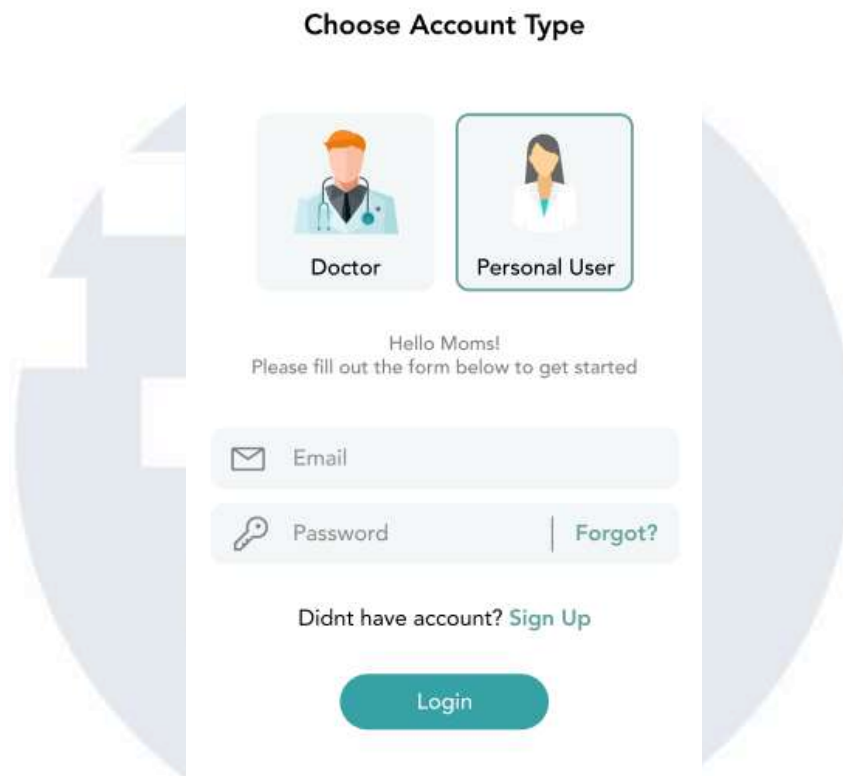 Choose Account Type
Doctor
Personal User
Hello Moms!
Please fill out the form below to get started
Email
Password
Forgot?
Didnt have account? Sign Up
Login